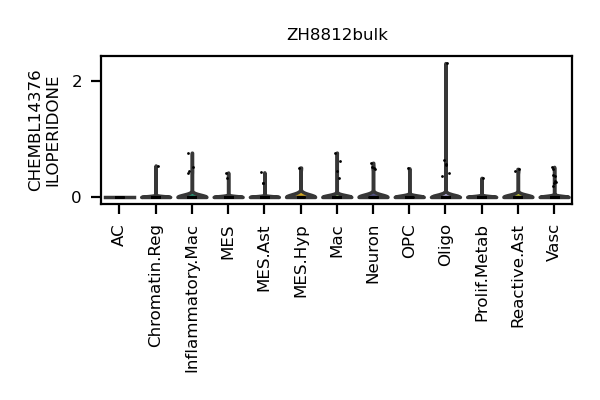 ZH8812bulk
CHEMBL14376
ILOPERIDONE
2
0
AC
Chromatin.Reg
Inflammatory.Mac
MES
MES.Ast
MES.Hyp
Mac
Neuron
OPC
Oligo
Prolif.Metab
Reactive.Ast
Vasc